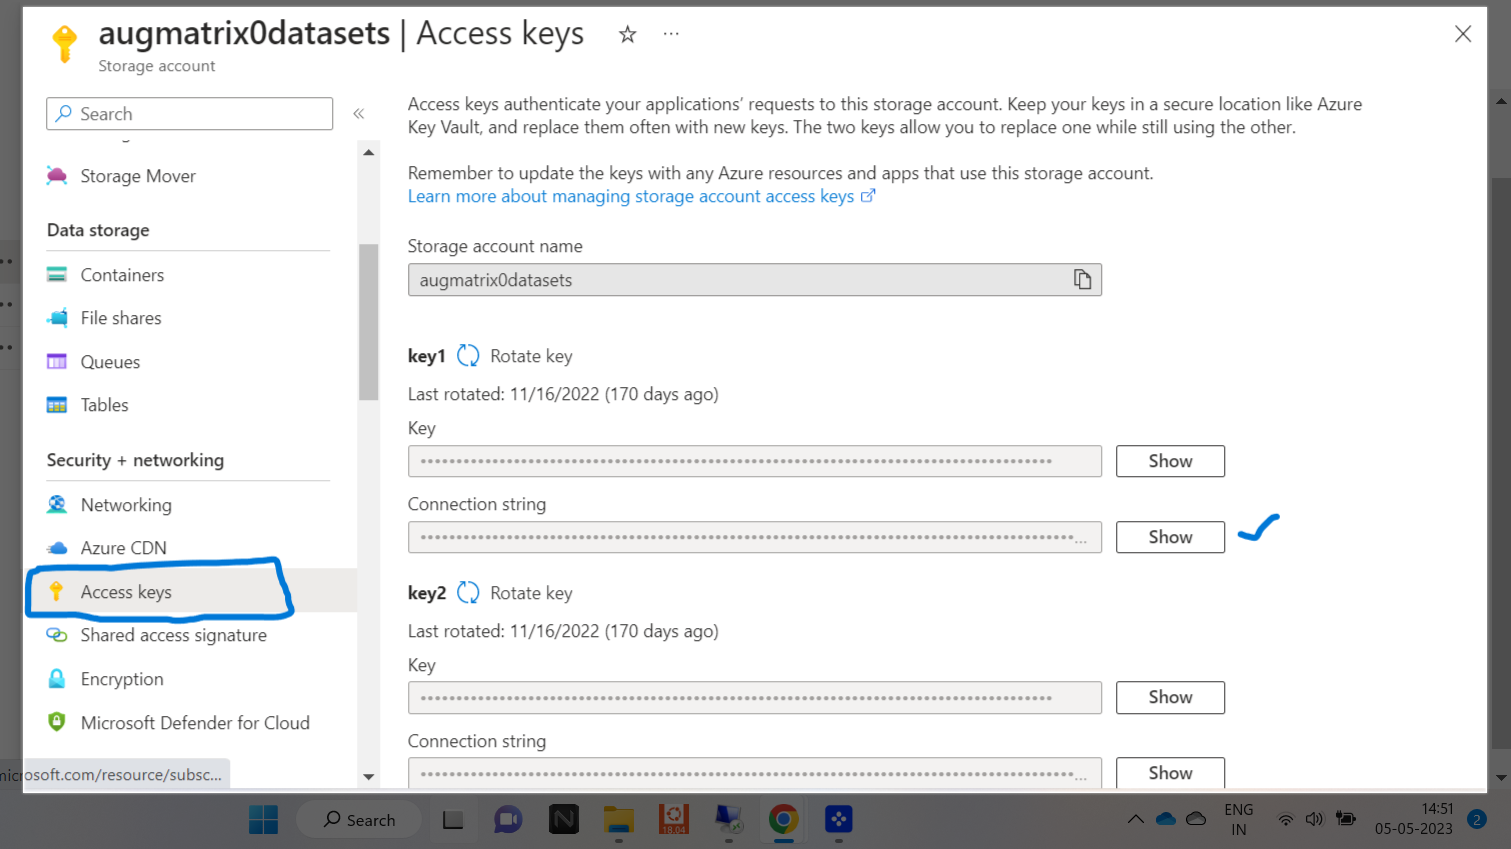 augmatrix0datasets | Access keys
Storage account
Search
Storage Mover
Data storage
Containers
File shares
Queues
Tables
Security + networking
Networking
Azure CDN
Access keys
Shared access signature
Encryption
Microsoft Defender for Cloud
microsoft.com/resource/subsc...
Access keys authenticate your applications' requests to this storage account. Keep your keys in a secure location like Azure
Key Vault, and replace them often with new keys. The two keys allow you to replace one while still using the other.
Remember to update the keys with any Azure resources and apps that use this storage account.
Learn more about managing storage account access keys
Storage account name
augmatrix0datasets
key1 Rotate key
Last rotated: 11/16/2022 (170 days ago)
Key
Show
Connection string
Show
key2 Rotate key
Last rotated: 11/16/2022 (170 days ago)
Key
Show
Connection string
Show
Search
18.04
ENG
IN
14:51
05-05-2023
2